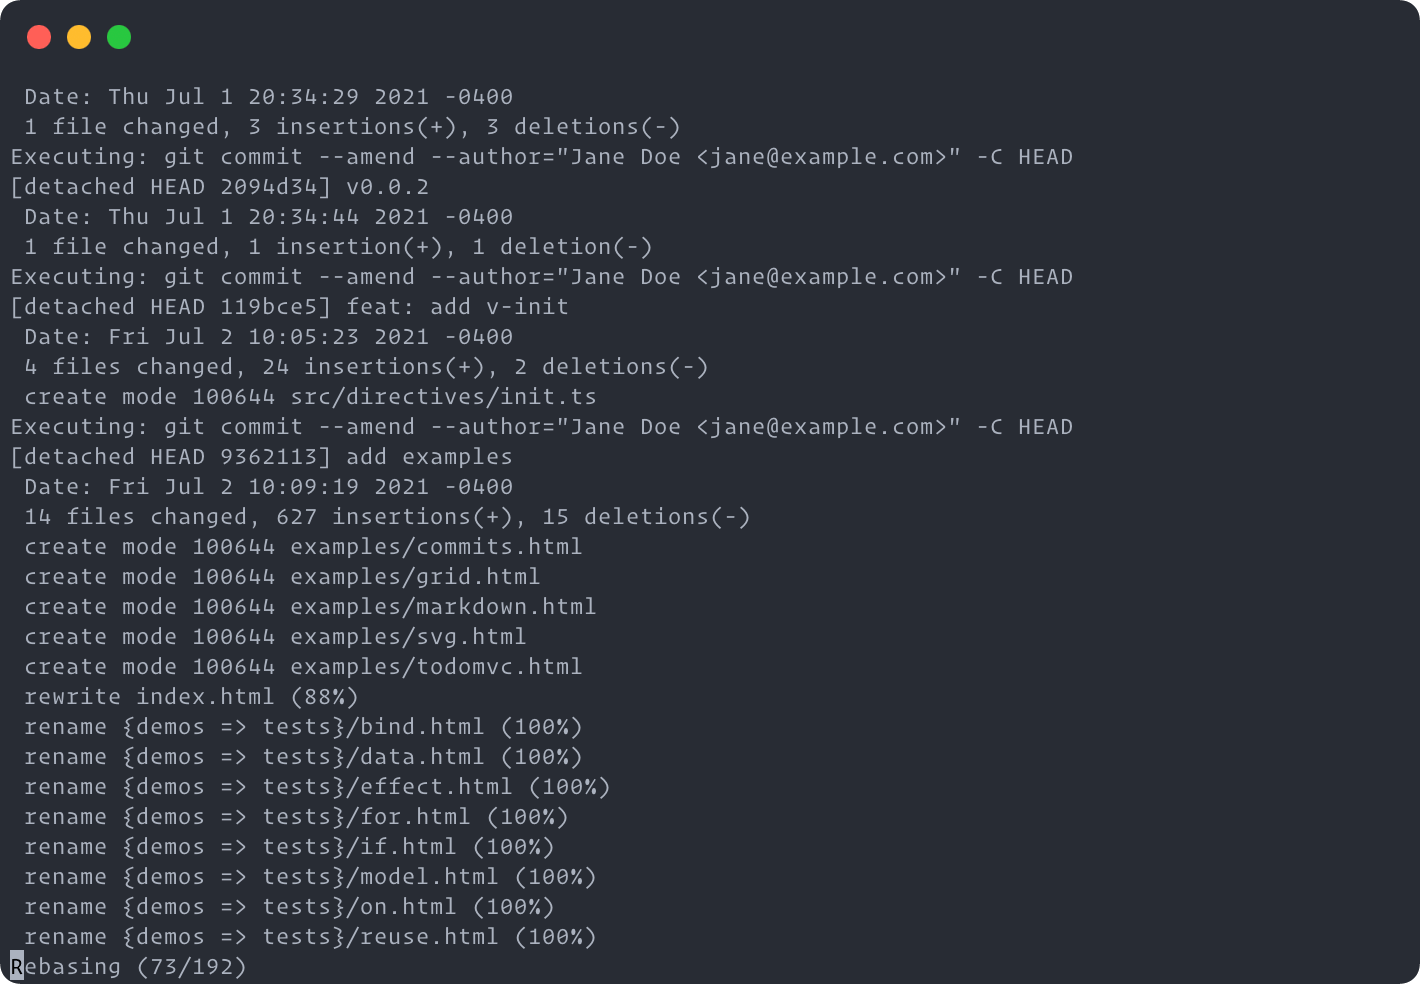 Date: Thu Jul 1 20:34:29 2021 -0400
1 file changed, 3 insertions(+), 3 deletions(-)
Executing: git commit --amend --author="Jane Doe <jane@example.com>" -C HEAD
[detached HEAD 2094d34] v0.0.2
Date: Thu Jul 1 20:34:44 2021 -0400
1 file changed, 1 insertion(+), 1 deletion(-)
Executing: git commit --amend --author="Jane Doe <jane@example.com>" -C HEAD
[detached HEAD 119bce5] feat: add v-init
Date: Fri Jul 2 10:05:23 2021 -0400
4 files changed, 24 insertions(+), 2 deletions(-)
create mode 100644 src/directives/init.ts
Executing: git commit --amend --author="Jane Doe <jane@example.com>" -C HEAD
[detached HEAD 9362113] add examples
Date: Fri Jul 2 10:09:19 2021 -0400
14 files changed, 627 insertions(+), 15 deletions(-)
create mode 100644 examples/commits.html
create mode 100644 examples/grid.html
create mode 100644 examples/markdown.html
create mode 100644 examples/svg.html
create mode 100644 examples/todomvc.html
rewrite index.html (88%)
rename {demos => tests}/bind.html (100%)
rename {demos => tests}/data.html (100%)
rename {demos => tests}/effect.html (100%)
rename {demos => tests}/for.html (100%)
rename {demos => tests}/if.html (100%)
rename {demos => tests}/model.html (100%)
rename {demos => tests}/on.html (100%)
rename {demos => tests}/reuse.html (100%)
Rebasing (73/192)